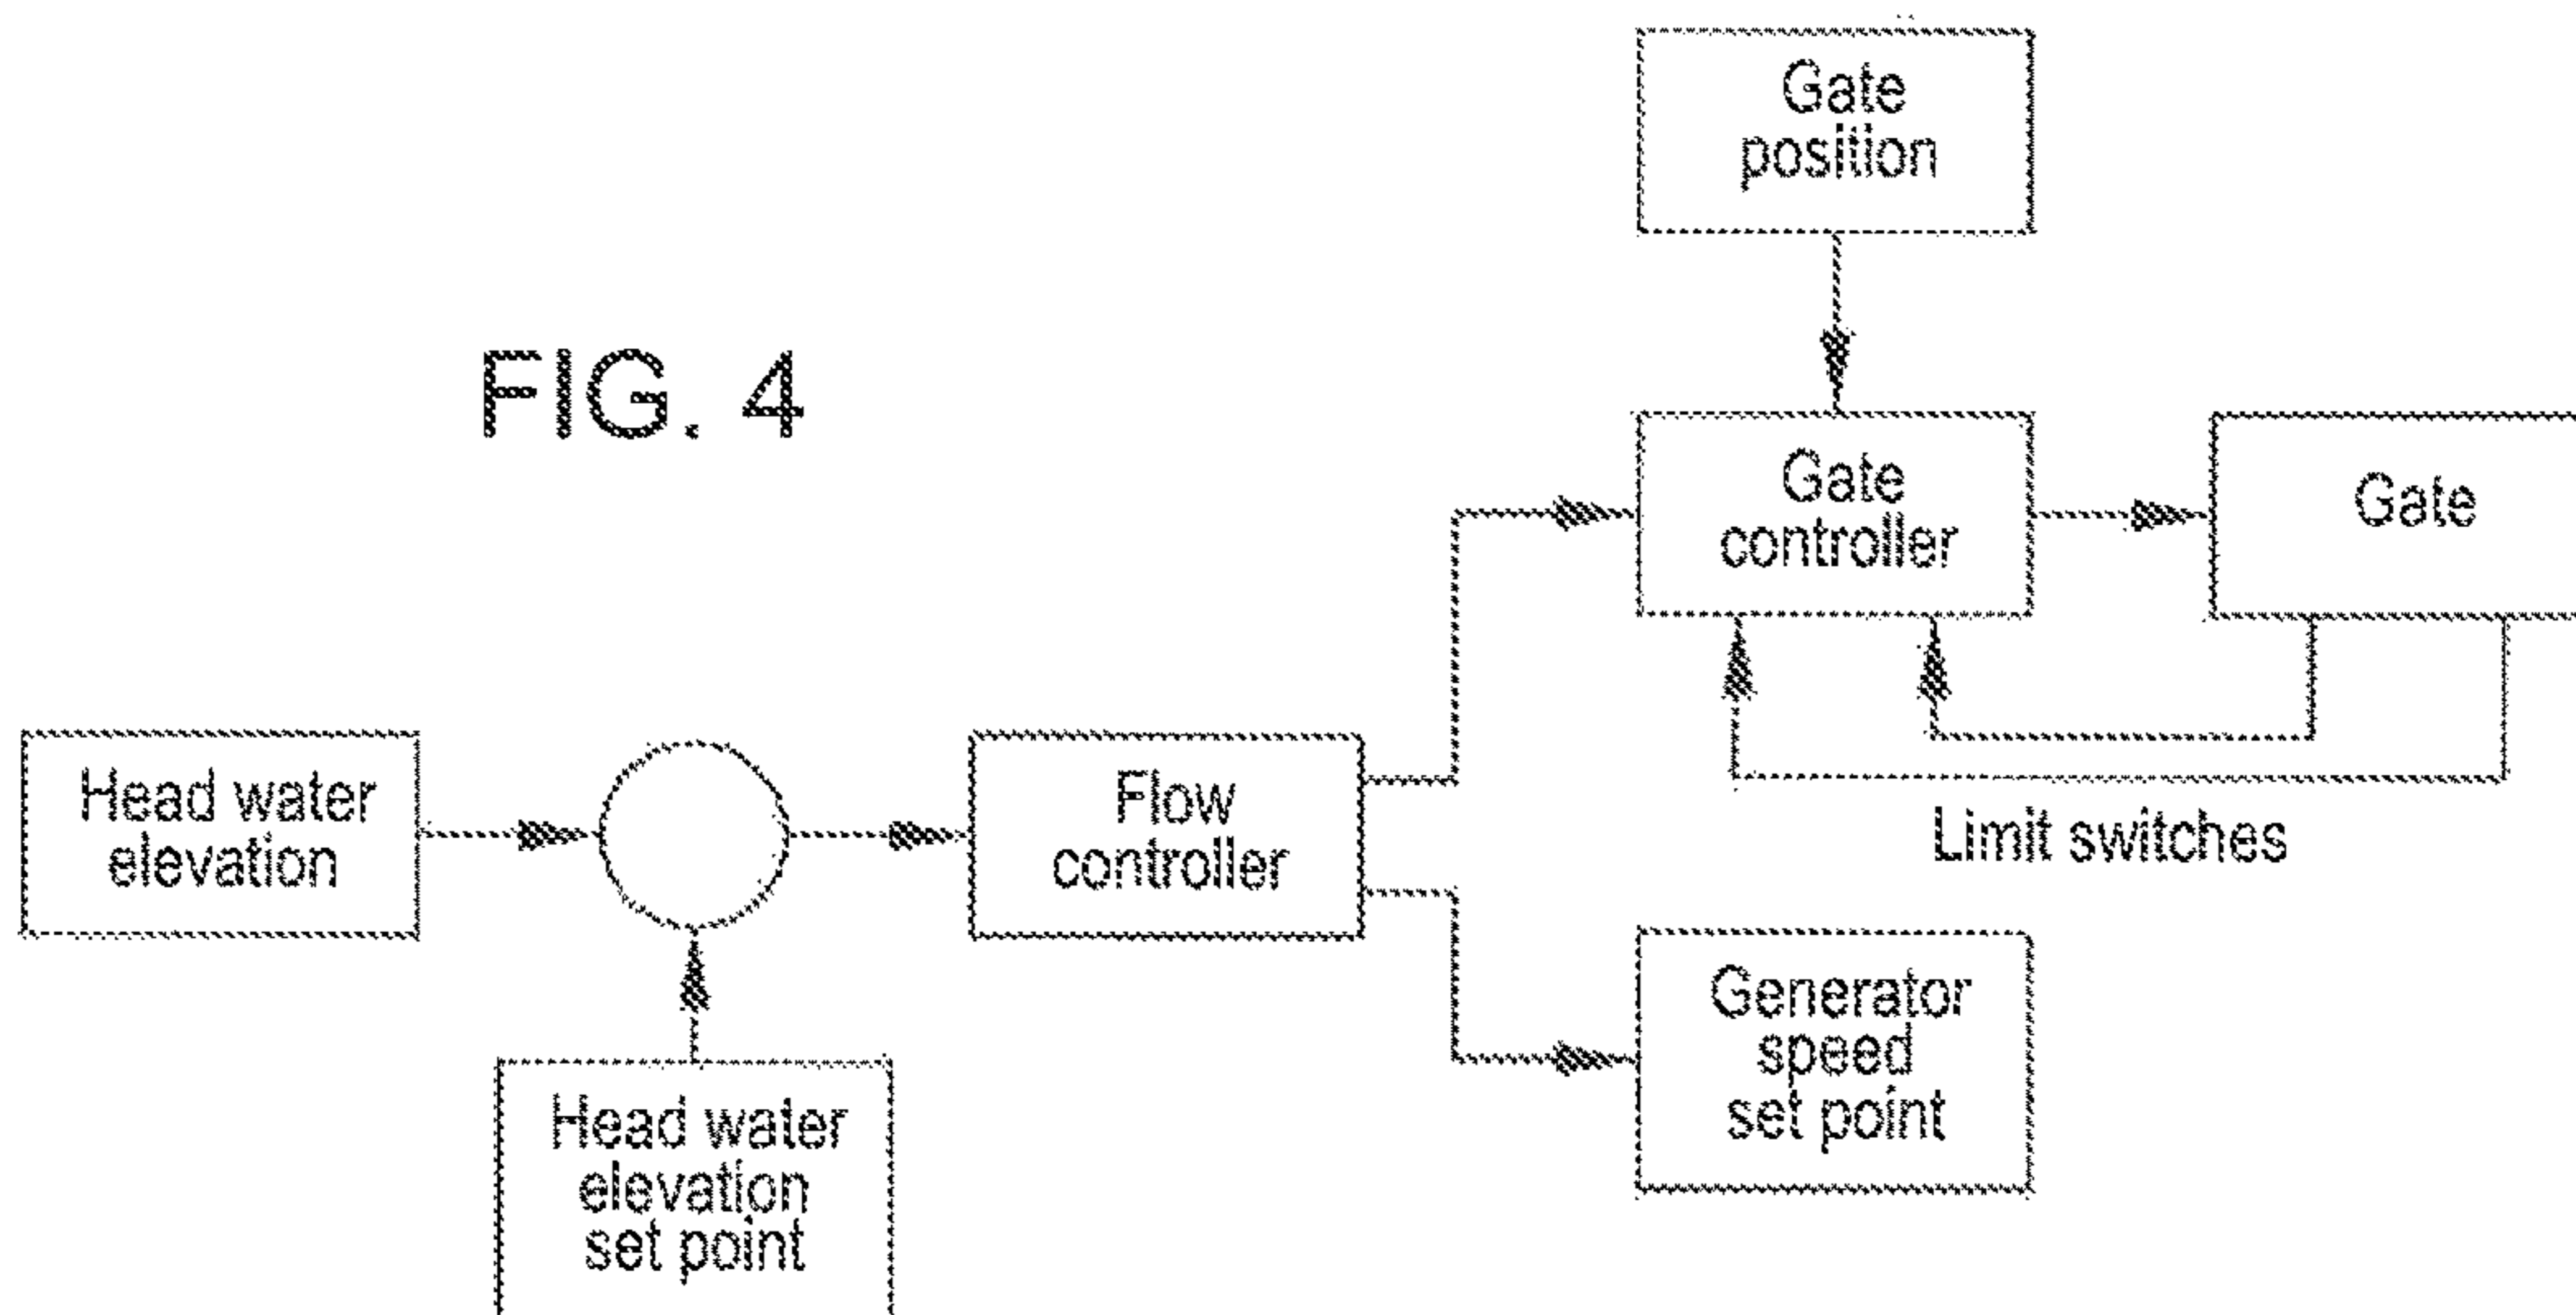 Gate
position
FIG. 4
Gate
controller
Gate
Head water
elevation
Flow
controller
Limit switches
Generator
speed
set point
Head water
elevation
set point